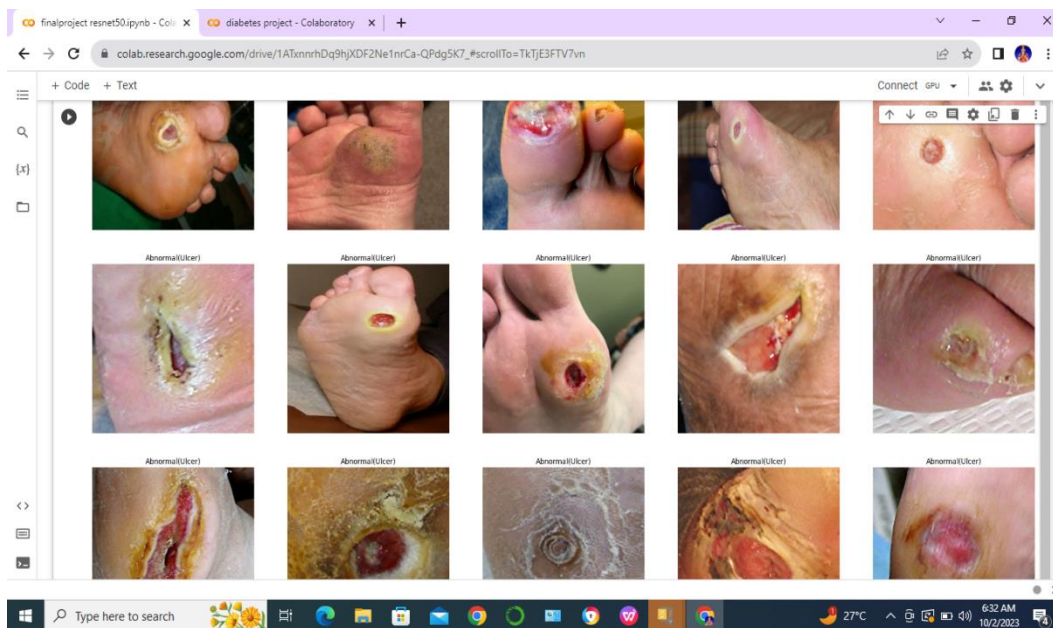 finalproject resnet50.ipynb - Col
diabetes project - Colaboratory
colab.research.google.com/drive/1ATxnnrhDq9hjXDF2Ne1nrCa-QPdg5K7_#scrollTo=TkTjE3FTV7vn
+ Code + Text
Connect GPU
{x}
Abnormal(Ulcer) Abnormal(Ulcer) Abnormal(Ulcer) Abnormal(Ulcer) Abnormal(Ulcer)
Abnormal(Ulcer) Abnormal(Ulcer) Abnormal(Ulcer) Abnormal(Ulcer) Abnormal(Ulcer)
Type here to search
27°C
6:32 AM
10/2/2023
4